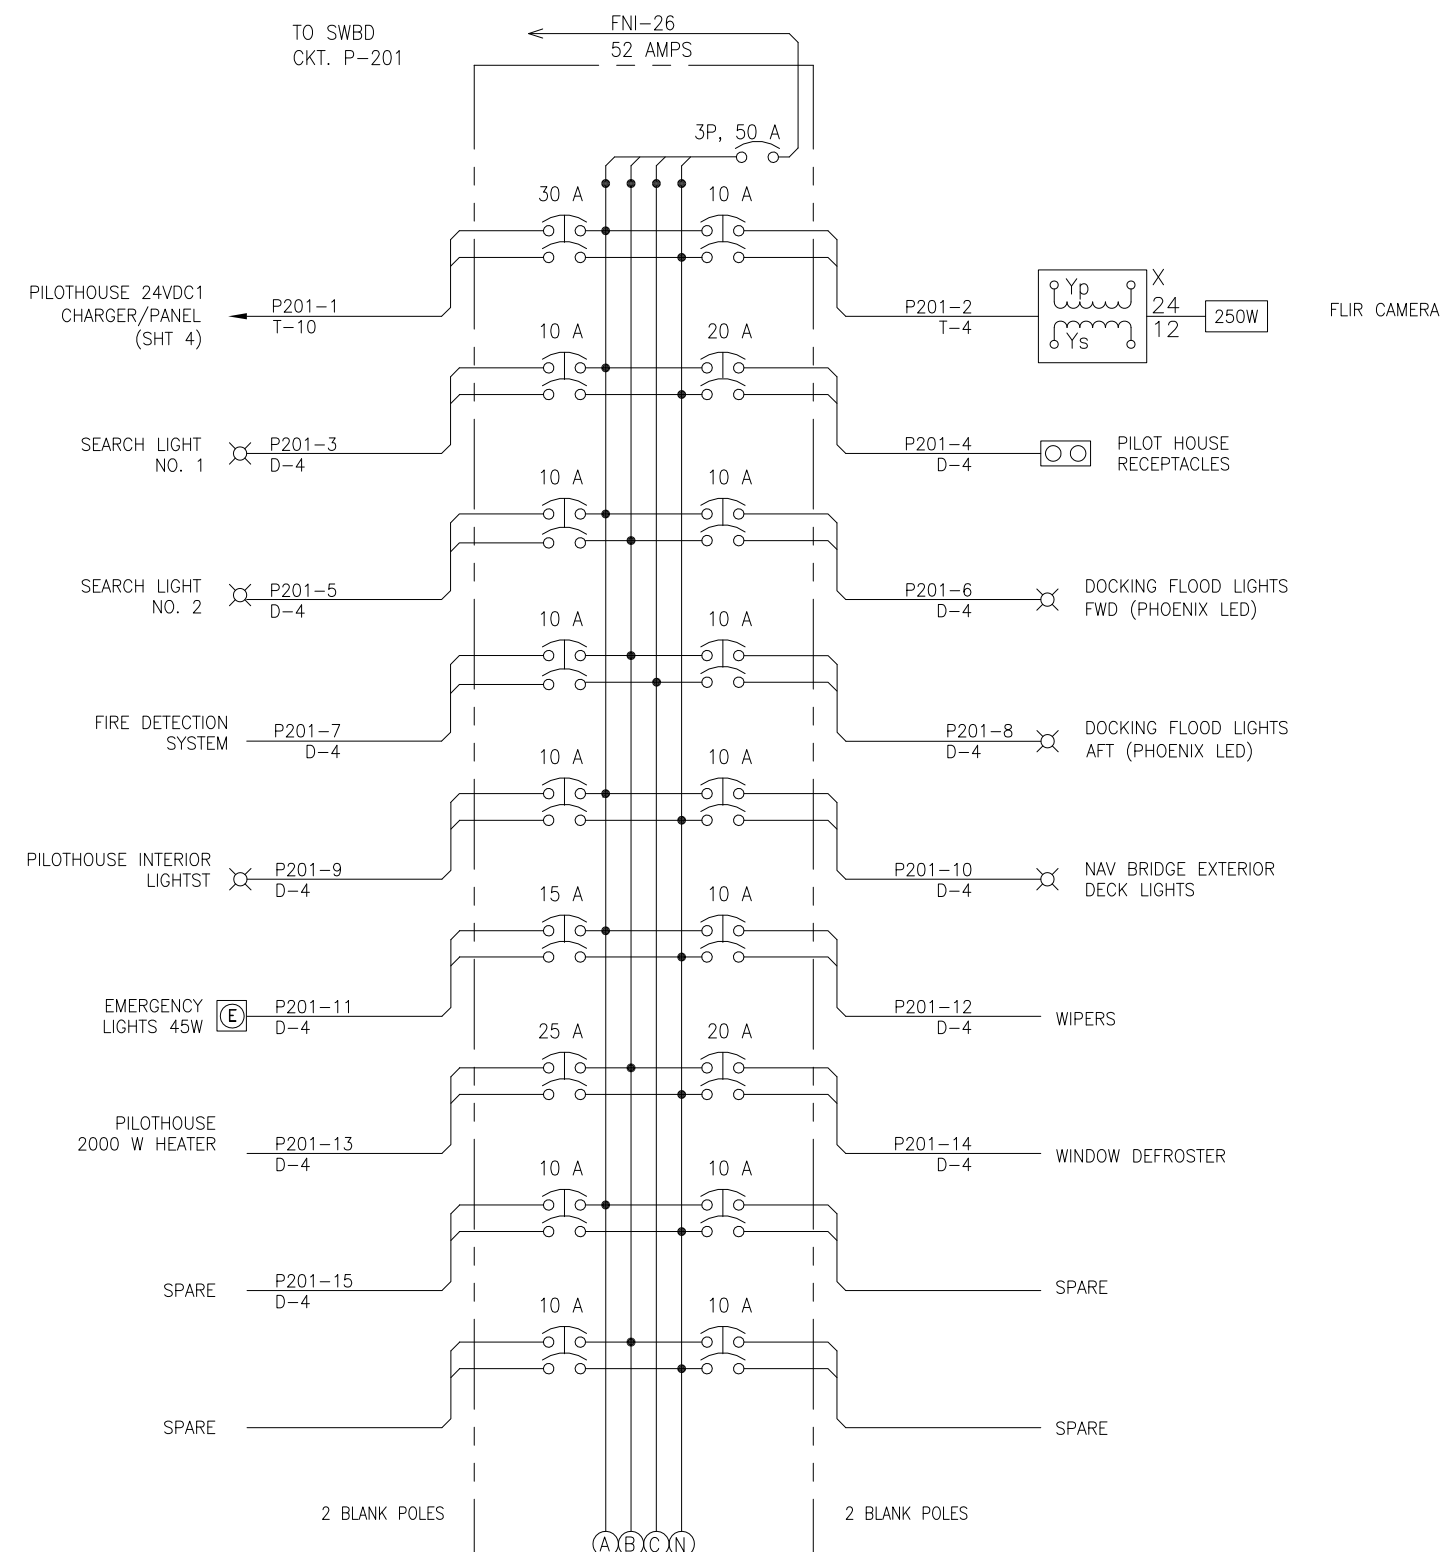 TO SWBD
CKT. P-201
FNI-26
52 AMPS
3P, 50 A
30 A
10 A
PILOTHOUSE 24VDC1
CHARGER/PANEL
(SHT 4)
P201-1
T-10
P201-2
T-4
Yp
Ys
X
24
12
250W
FLIR CAMERA
10 A
20 A
SEARCH LIGHT
NO. 1
P201-3
D-4
P201-4
D-4
PILOT HOUSE
RECEPTACLES
10 A
10 A
SEARCH LIGHT
NO. 2
P201-5
D-4
P201-6
D-4
DOCKING FLOOD LIGHTS
FWD (PHOENIX LED)
10 A
10 A
FIRE DETECTION
SYSTEM
P201-7
D-4
P201-8
D-4
DOCKING FLOOD LIGHTS
AFT (PHOENIX LED)
10 A
10 A
PILOTHOUSE INTERIOR
LIGHTST
P201-9
D-4
P201-10
D-4
NAV BRIDGE EXTERIOR
DECK LIGHTS
15 A
10 A
EMERGENCY
LIGHTS 45W
E
P201-11
D-4
P201-12
D-4
WIPERS
25 A
20 A
PILOTHOUSE
2000 W HEATER
P201-13
D-4
P201-14
D-4
WINDOW DEFROSTER
10 A
10 A
SPARE
P201-15
D-4
SPARE
10 A
10 A
SPARE
SPARE
2 BLANK POLES
2 BLANK POLES
A B C N